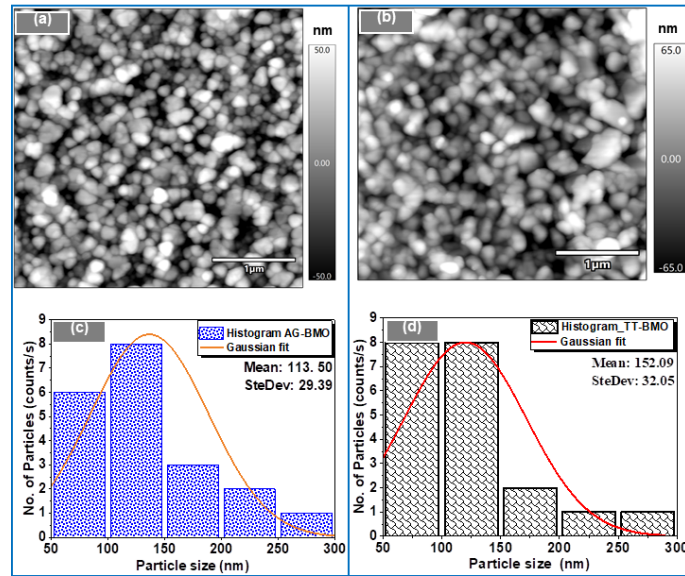 (a)
nm
50.0
0.00
-50.0
1µm
(b)
nm
65.0
0.00
-65.0
1µm
(c)
Histogram AG-BMO
Gaussian fit
Mean: 113. 50
SteDev: 29.39
No. of Particles (counts/s)
9
8
7
6
5
4
3
2
1
0
50 100 150 200 250 300
Particle size (nm)
(d)
Histogram_TT-BMO
Gaussian fit
Mean: 152.09
SteDev: 32.05
No. of Particles (counts/s)
9
8
7
6
5
4
3
2
1
0
50 100 150 200 250 300
Particle size (nm)